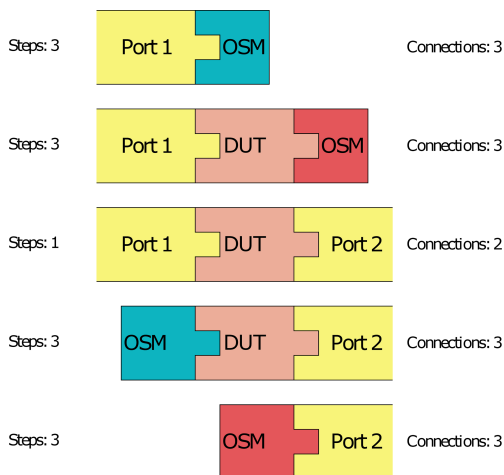 Steps: 3 Port 1 OSM Connections: 3
Steps: 3 Port 1 DUT OSM Connections: 3
Steps: 1 Port 1 DUT Port 2 Connections: 2
Steps: 3 OSM DUT Port 2 Connections: 3
Steps: 3 OSM Port 2 Connections: 3